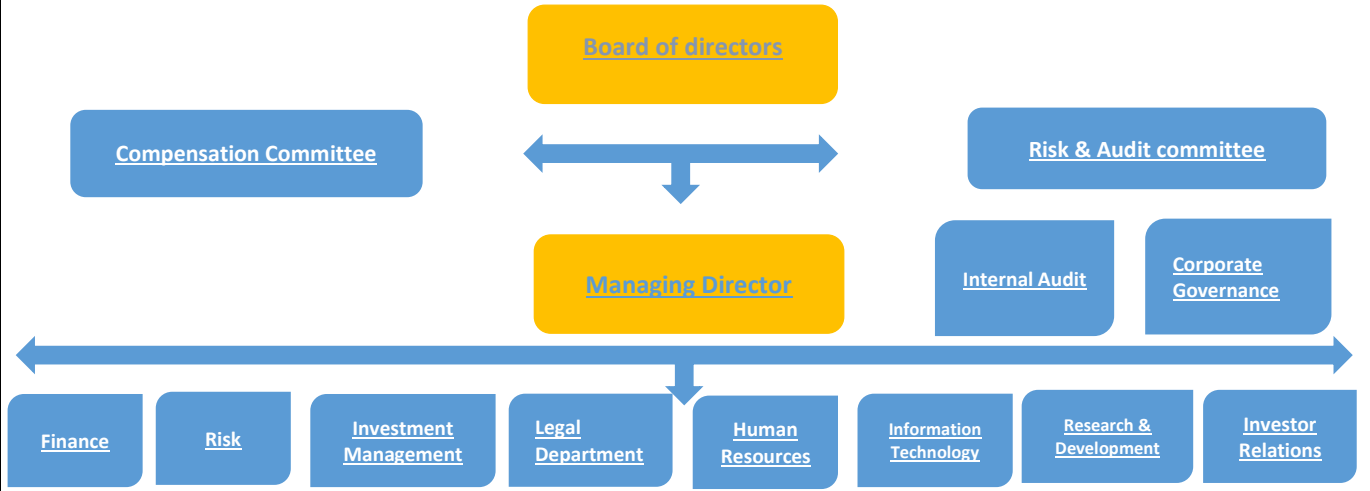 Board of directors
Compensation Committee
Risk & Audit committee
Managing Director
Internal Audit
Corporate
Governance
Finance
Risk
Investment
Management
Legal
Department
Human
Resources
Information
Technology
Research &
Development
Investor
Relations